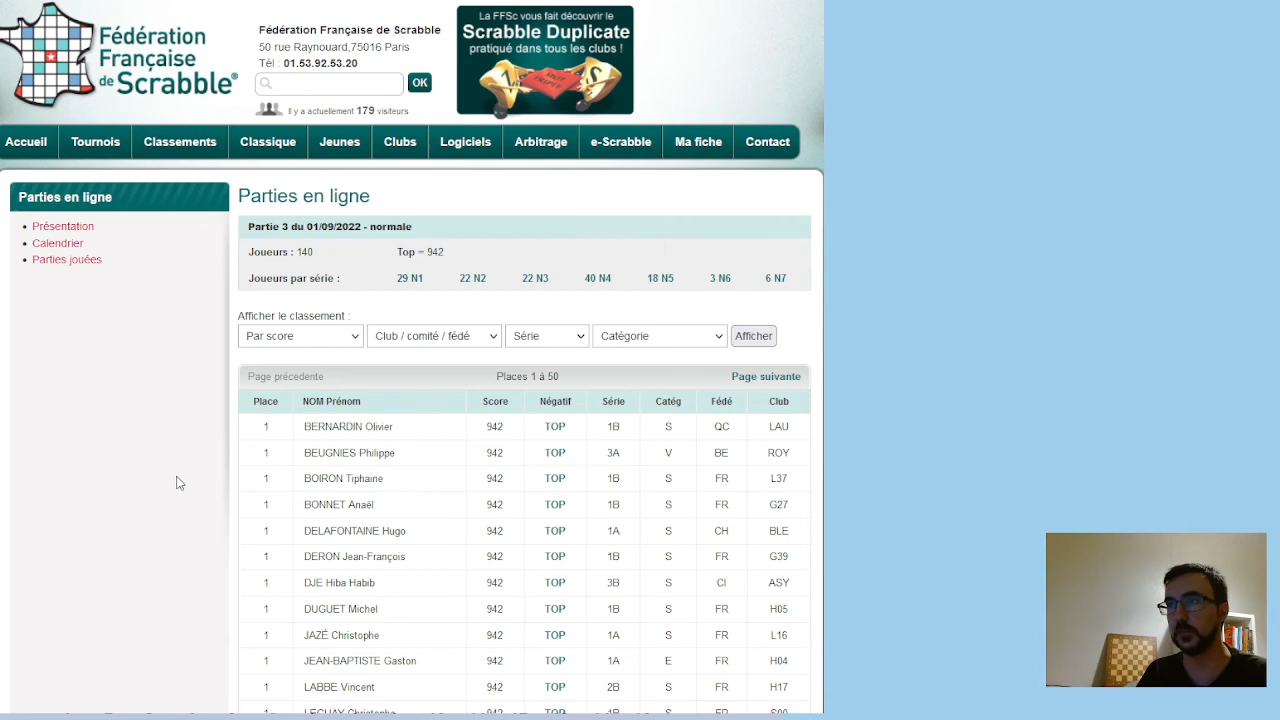 Fédération
Française
de Scrabble®
Fédération Française de Scrabble
50 rue Raynouard,75016 Paris
Tél : 01.53.92.53.20
OK
Il y a actuellement 179 visiteurs
La FFSc vous fait découvrir le
Scrabble Duplicate
pratiqué dans tous les clubs !
MOT TRIPLE
Accueil Tournois Classements Classique Jeunes Clubs Logiciels Arbitrage e-Scrabble Ma fiche Contact
Parties en ligne
Présentation
Calendrier
Parties jouées
Parties en ligne
Partie 3 du 01/09/2022 - normale
Joueurs : 140 Top = 942
Joueurs par série : 29 N1 22 N2 22 N3 40 N4 18 N5 3 N6 6 N7
Afficher le classement :
Par score Club / comité / fédé Série Catégorie Afficher
Page précedente Places 1 à 50 Page suivante
Place NOM Prénom Score Négatif Série Catég Fédé Club
1 BERNARDIN Olivier 942 TOP 1B S QC LAU
1 BEUGNIES Philippe 942 TOP 3A V BE ROY
1 BOIRON Tiphaine 942 TOP 1B S FR L37
1 BONNET Anaël 942 TOP 1B S FR G27
1 DELAFONTAINE Hugo 942 TOP 1A S CH BLE
1 DERON Jean-François 942 TOP 1B S FR G39
1 DJE Hiba Habib 942 TOP 3B S CI ASY
1 DUGUET Michel 942 TOP 1B S FR H05
1 JAZÉ Christophe 942 TOP 1A S FR L16
1 JEAN-BAPTISTE Gaston 942 TOP 1A E FR H04
1 LABBE Vincent 942 TOP 2B S FR H17
1 LEGUAY Christophe 942 TOP 1B S FR